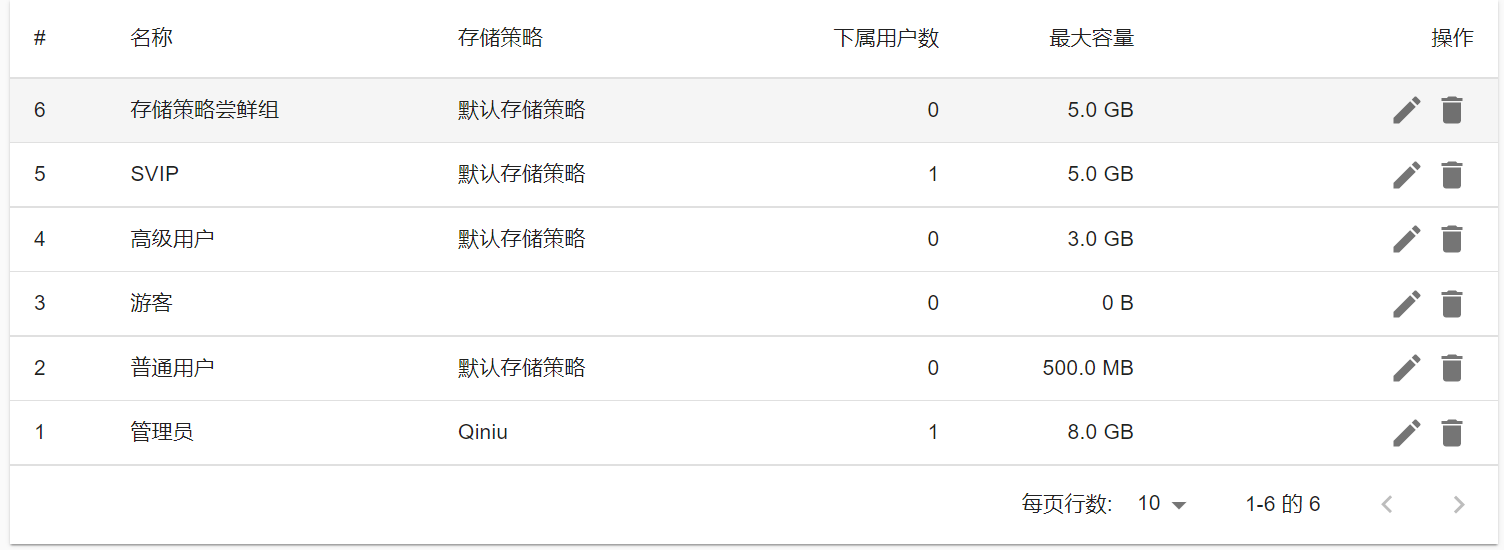 # 名称 存储策略 下属用户数 最大容量 操作
6 存储策略尝鲜组 默认存储策略 0 5.0 GB
5 SVIP 默认存储策略 1 5.0 GB
4 高级用户 默认存储策略 0 3.0 GB
3 游客 0 0 B
2 普通用户 默认存储策略 0 500.0 MB
1 管理员 Qiniu 1 8.0 GB
每页行数: 10 1-6 的 6